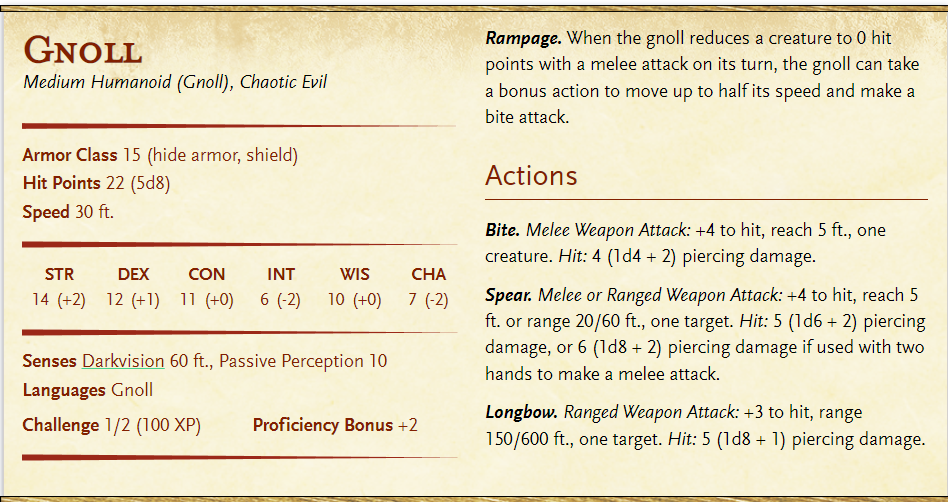 GNOLL
Medium Humanoid (Gnoll), Chaotic Evil
Armor Class 15 (hide armor, shield)
Hit Points 22 (5d8)
Speed 30 ft.
STR DEX CON INT WIS CHA
14 (+2) 12 (+1) 11 (+0) 6 (-2) 10 (+0) 7 (-2)
Senses Darkvision 60 ft., Passive Perception 10
Languages Gnoll
Challenge 1/2 (100 XP) Proficiency Bonus +2
Rampage. When the gnoll reduces a creature to 0 hit
points with a melee attack on its turn, the gnoll can take
a bonus action to move up to half its speed and make a
bite attack.
Actions
Bite. Melee Weapon Attack: +4 to hit, reach 5 ft., one
creature. Hit: 4 (1d4 + 2) piercing damage.
Spear. Melee or Ranged Weapon Attack: +4 to hit, reach 5
ft. or range 20/60 ft., one target. Hit: 5 (1d6 + 2) piercing
damage, or 6 (1d8 + 2) piercing damage if used with two
hands to make a melee attack.
Longbow. Ranged Weapon Attack: +3 to hit, range
150/600 ft., one target. Hit: 5 (1d8 + 1) piercing damage.